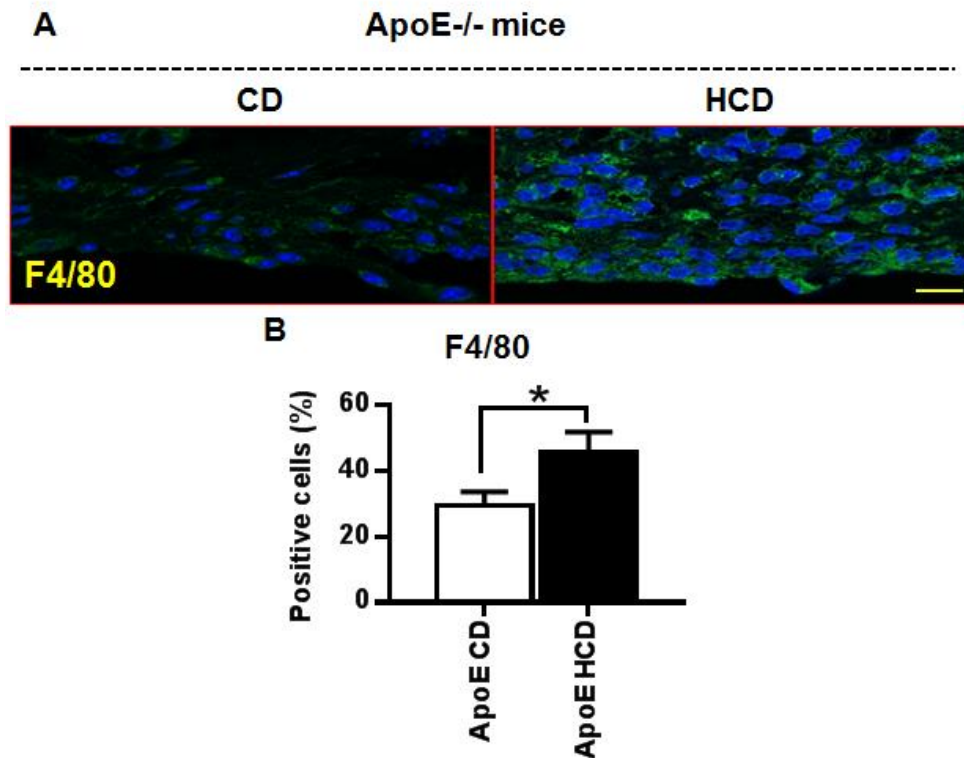 A
ApoE-/- mice
CD
HCD
F4/80
B
F4/80
*
Positive cells (%)
60
40
20
0
ApoE CD
ApoE HCD